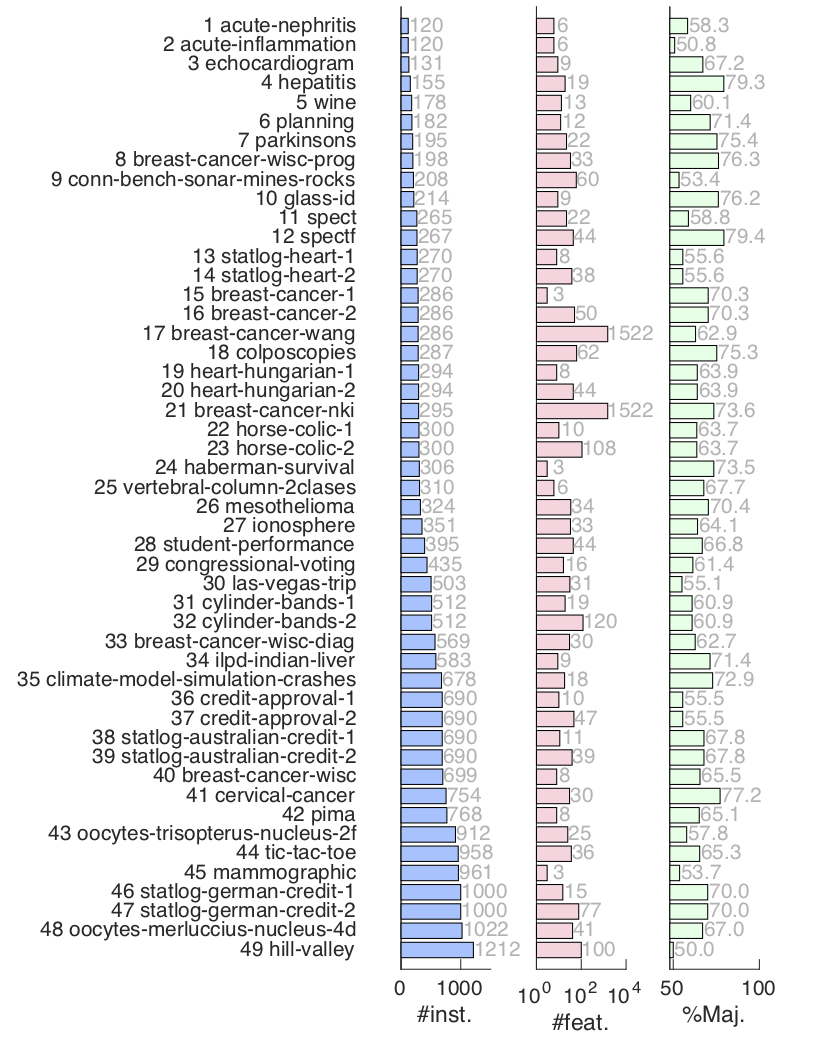 1 acute-nephritis 120 6 58.3
2 acute-inflammation 120 6 50.8
3 echocardiogram 131 9 67.2
4 hepatitis 155 19 79.3
5 wine 178 13 60.1
6 planning 182 12 71.4
7 parkinsons 195 22 75.4
8 breast-cancer-wisc-prog 198 33 76.3
9 conn-bench-sonar-mines-rocks 208 60 53.4
10 glass-id 214 9 76.2
11 spect 265 22 58.8
12 spectf 267 44 79.4
13 statlog-heart-1 270 8 55.6
14 statlog-heart-2 270 38 55.6
15 breast-cancer-1 286 3 70.3
16 breast-cancer-2 286 50 70.3
17 breast-cancer-wang 286 1522 62.9
18 colposcopies 287 62 75.3
19 heart-hungarian-1 294 8 63.9
20 heart-hungarian-2 294 44 63.9
21 breast-cancer-nki 295 1522 73.6
22 horse-colic-1 300 10 63.7
23 horse-colic-2 300 108 63.7
24 haberman-survival 306 3 73.5
25 vertebral-column-2clases 310 6 67.7
26 mesothelioma 324 34 70.4
27 ionosphere 351 33 64.1
28 student-performance 395 44 66.8
29 congressional-voting 435 16 61.4
30 las-vegas-trip 503 31 55.1
31 cylinder-bands-1 512 19 60.9
32 cylinder-bands-2 512 120 60.9
33 breast-cancer-wisc-diag 569 30 62.7
34 ilpd-indian-liver 583 9 71.4
35 climate-model-simulation-crashes 678 18 72.9
36 credit-approval-1 690 10 55.5
37 credit-approval-2 690 47 55.5
38 statlog-australian-credit-1 690 11 67.8
39 statlog-australian-credit-2 690 39 67.8
40 breast-cancer-wisc 699 8 65.5
41 cervical-cancer 754 30 77.2
42 pima 768 8 65.1
43 oocytes-trisopterus-nucleus-2f 912 25 57.8
44 tic-tac-toe 958 36 65.3
45 mammographic 961 3 53.7
46 statlog-german-credit-1 1000 15 70.0
47 statlog-german-credit-2 1000 77 70.0
48 oocytes-merluccius-nucleus-4d 1022 41 67.0
49 hill-valley 1212 100 50.0
0 1000 10⁰ 10² 10⁴ 50 100
#inst. #feat. %Maj.